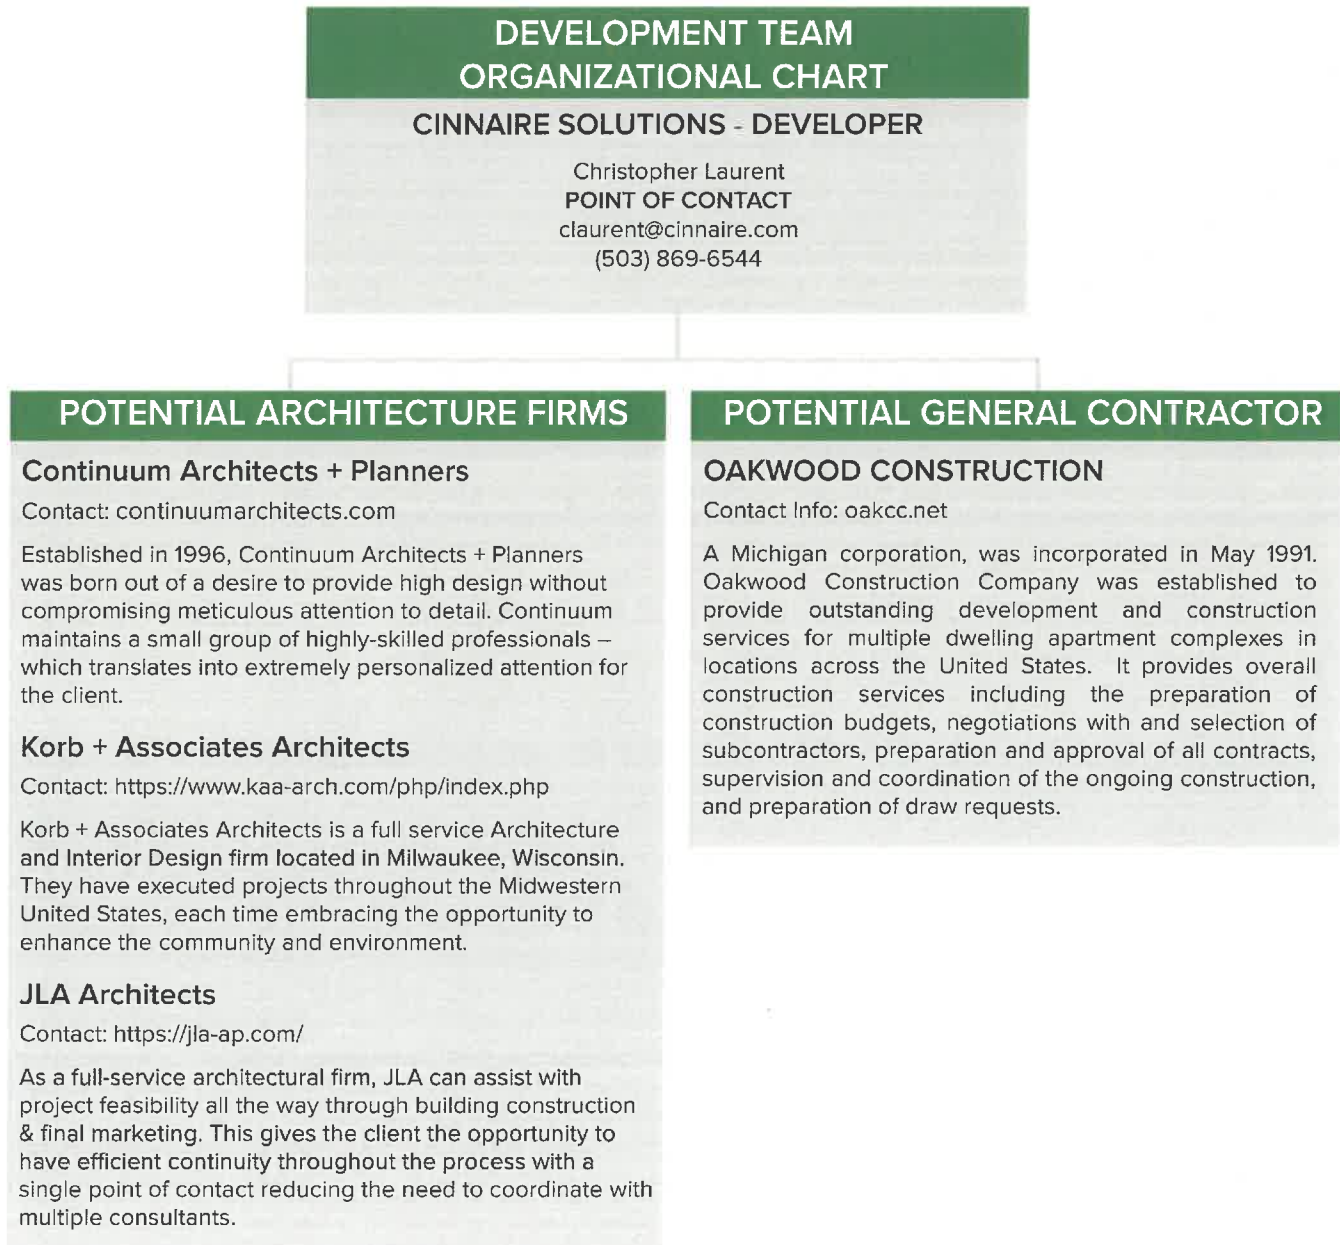 DEVELOPMENT TEAM
ORGANIZATIONAL CHART
CINNAIRE SOLUTIONS - DEVELOPER
Christopher Laurent
POINT OF CONTACT
claurent@cinnaire.com
(503) 869-6544
POTENTIAL ARCHITECTURE FIRMS
Continuum Architects + Planners
Contact: continuumarchitects.com
Established in 1996, Continuum Architects + Planners
was born out of a desire to provide high design without
compromising meticulous attention to detail. Continuum
maintains a small group of highly-skilled professionals –
which translates into extremely personalized attention for
the client.
Korb + Associates Architects
Contact: https://www.kaa-arch.com/php/index.php
Korb + Associates Architects is a full service Architecture
and Interior Design firm located in Milwaukee, Wisconsin.
They have executed projects throughout the Midwestern
United States, each time embracing the opportunity to
enhance the community and environment.
JLA Architects
Contact: https://jla-ap.com/
As a full-service architectural firm, JLA can assist with
project feasibility all the way through building construction
& final marketing. This gives the client the opportunity to
have efficient continuity throughout the process with a
single point of contact reducing the need to coordinate with
multiple consultants.
POTENTIAL GENERAL CONTRACTOR
OAKWOOD CONSTRUCTION
Contact Info: oakcc.net
A Michigan corporation, was incorporated in May 1991.
Oakwood Construction Company was established to
provide outstanding development and construction
services for multiple dwelling apartment complexes in
locations across the United States. It provides overall
construction services including the preparation of
construction budgets, negotiations with and selection of
subcontractors, preparation and approval of all contracts,
supervision and coordination of the ongoing construction,
and preparation of draw requests.